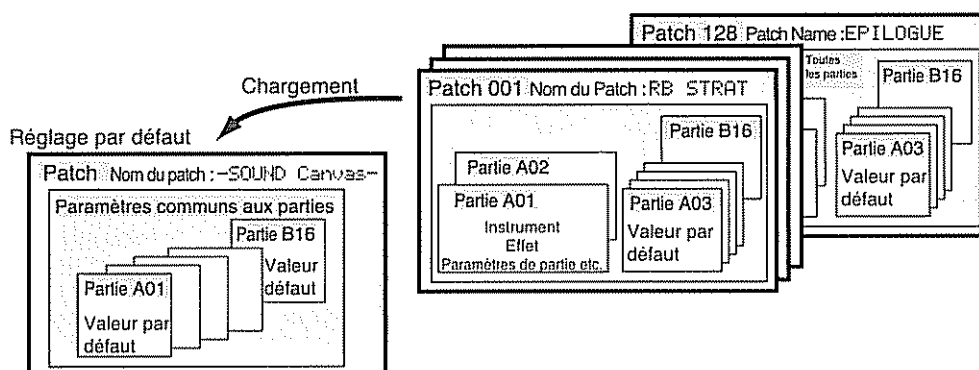 Patch 128 Patch Name :EPILOGUE
Toutes
les parties
Partie B16
Partie A03
Valeur par
défaut
Chargement
Patch 001 Nom du Patch :RB STRAT
Partie B16
Partie A02
Partie A01
Instrument
Effet
Paramètres de partie etc.
Partie A03
Valeur par
défaut
Réglage par défaut
Patch Nom du patch :-SOUND Canvas-
Paramètres communs aux parties
Partie B16
Valeur
défaut
Partie A01
Valeur par
défaut